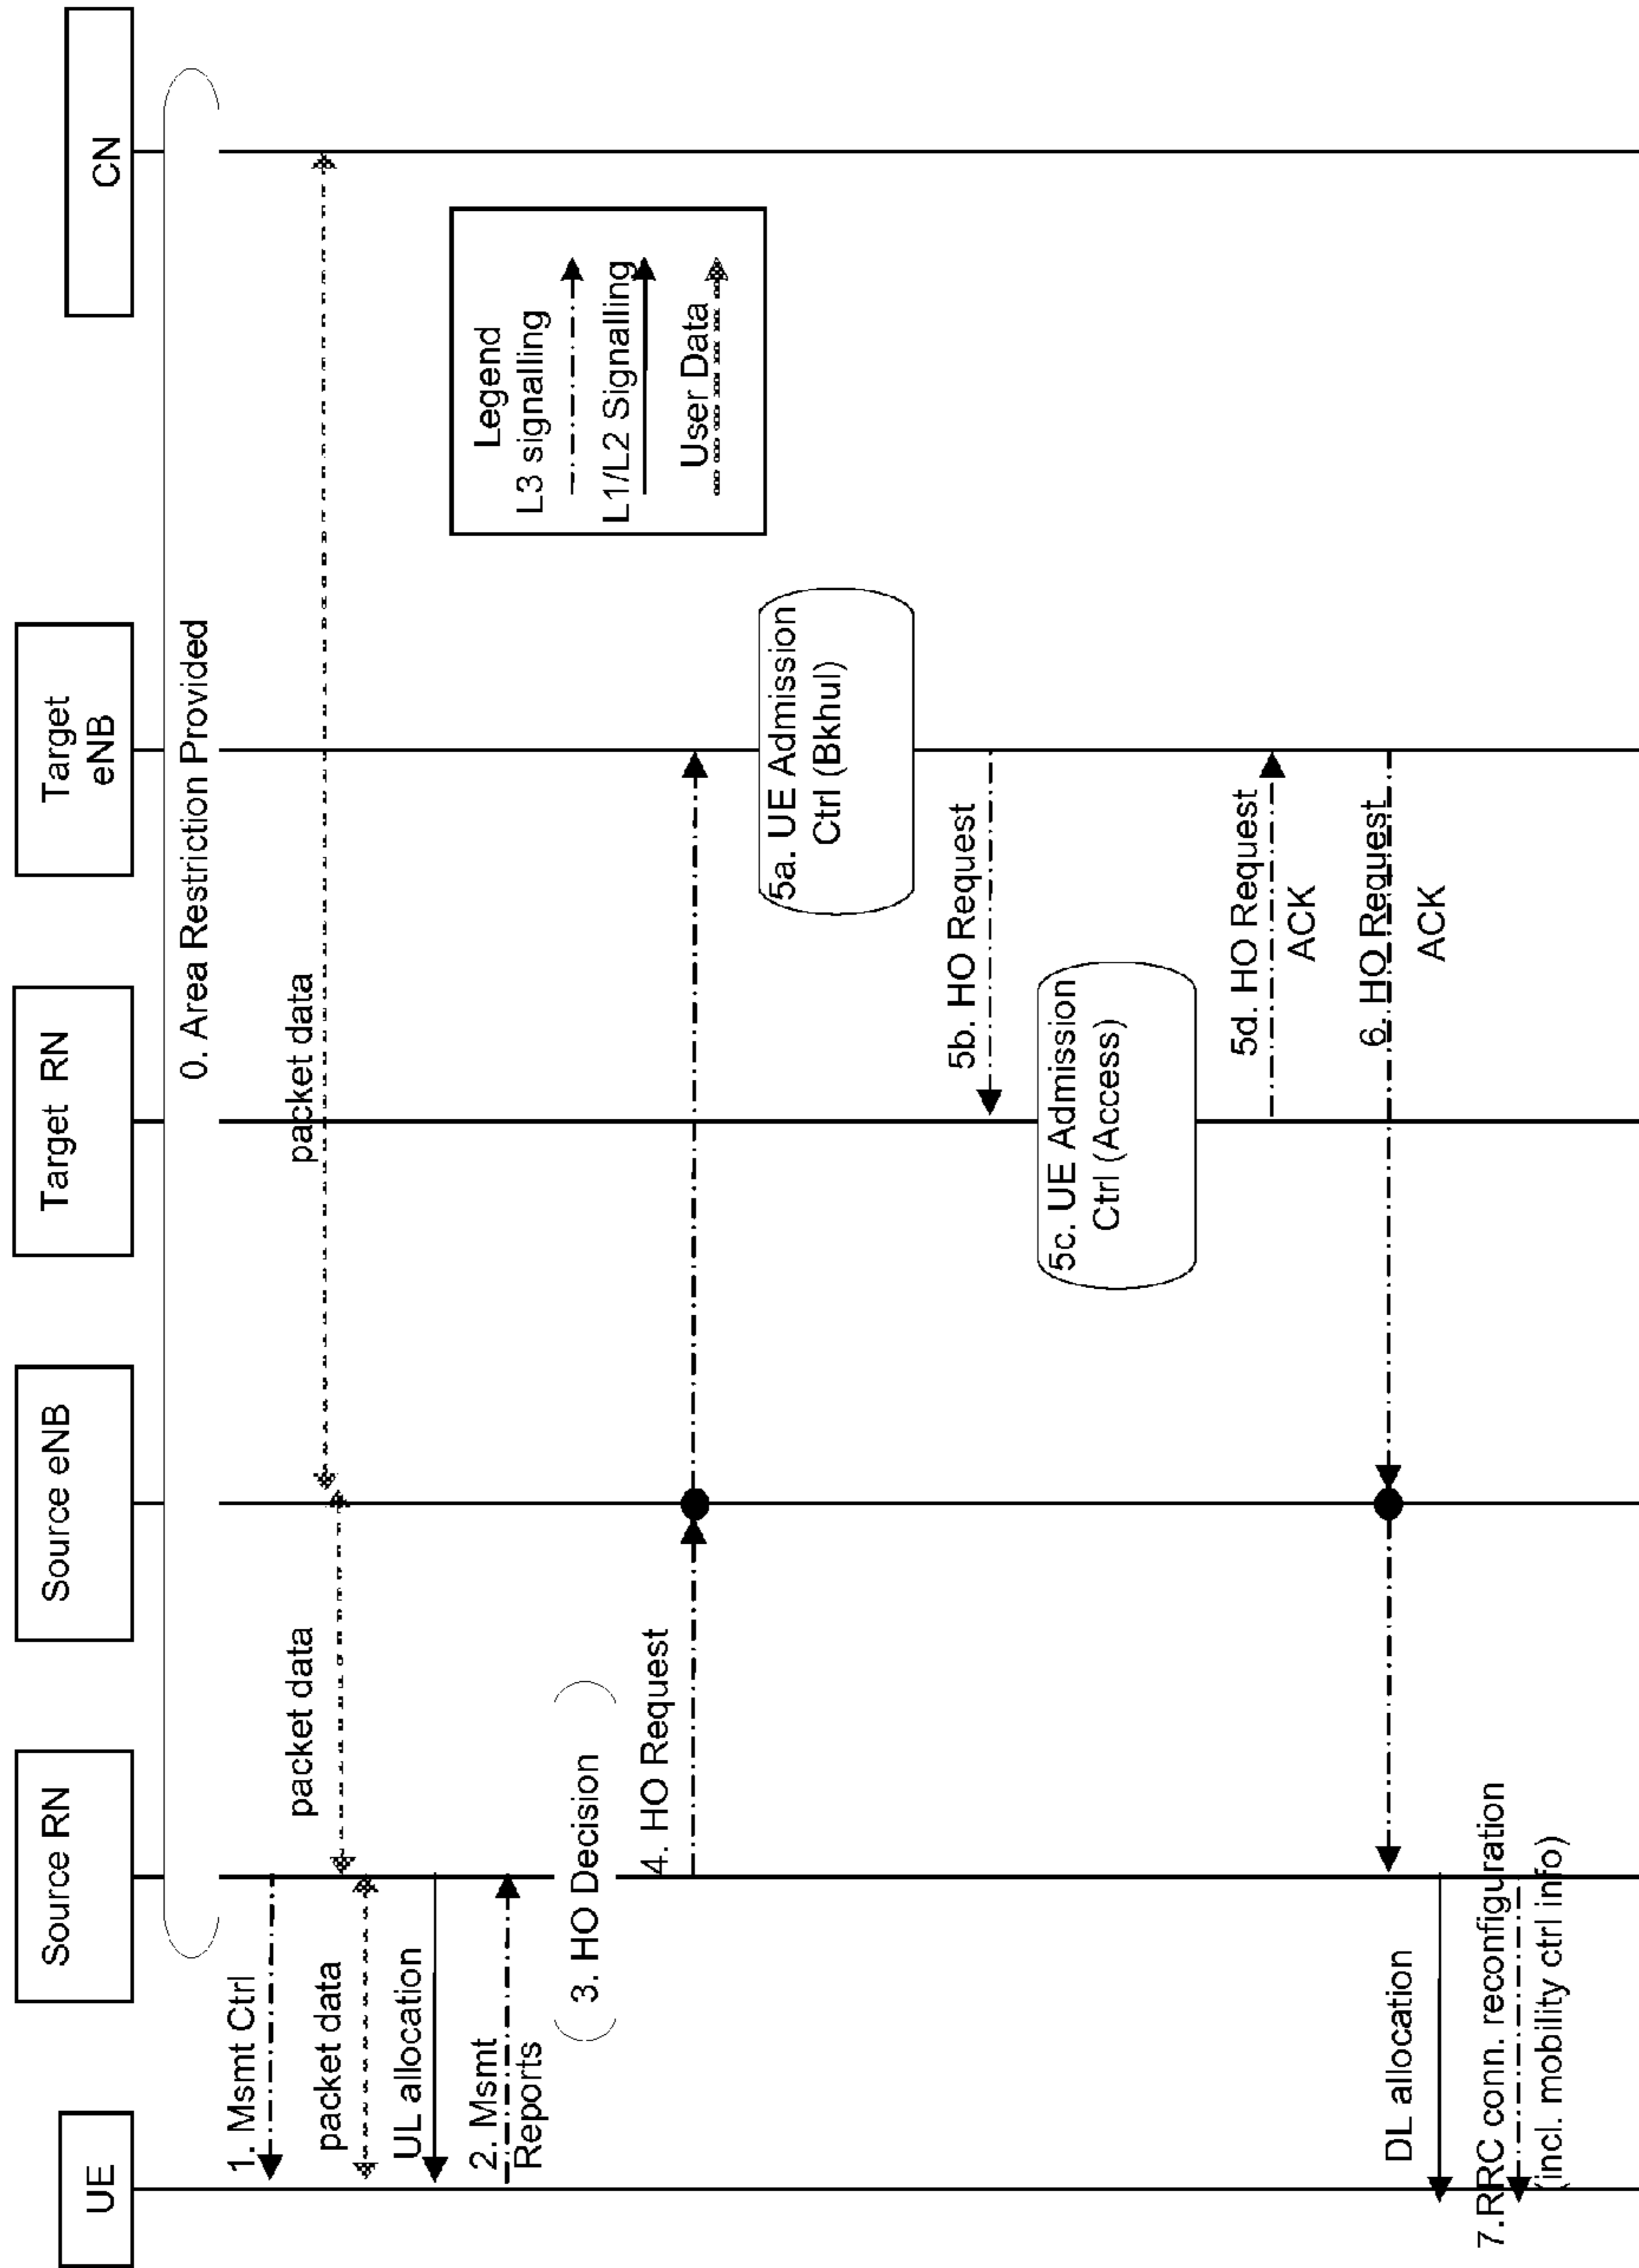 UE
Source RN
Source eNB
Target RN
Target
eNB
CN
0. Area Restriction Provided
1. Msmt Ctrl
packet data
packet data
packet data
UL allocation
2. Msmt
Reports
3. HO Decision
4. HO Request
Legend
L3 signalling
L1/L2 Signalling
User Data
5a. UE Admission
Ctrl (Bkhul)
5b. HO Request
5c. UE Admission
Ctrl (Access)
5d. HO Request
ACK
6. HO Request
ACK
DL allocation
7.RRC conn. reconfiguration
(incl. mobility ctrl info)